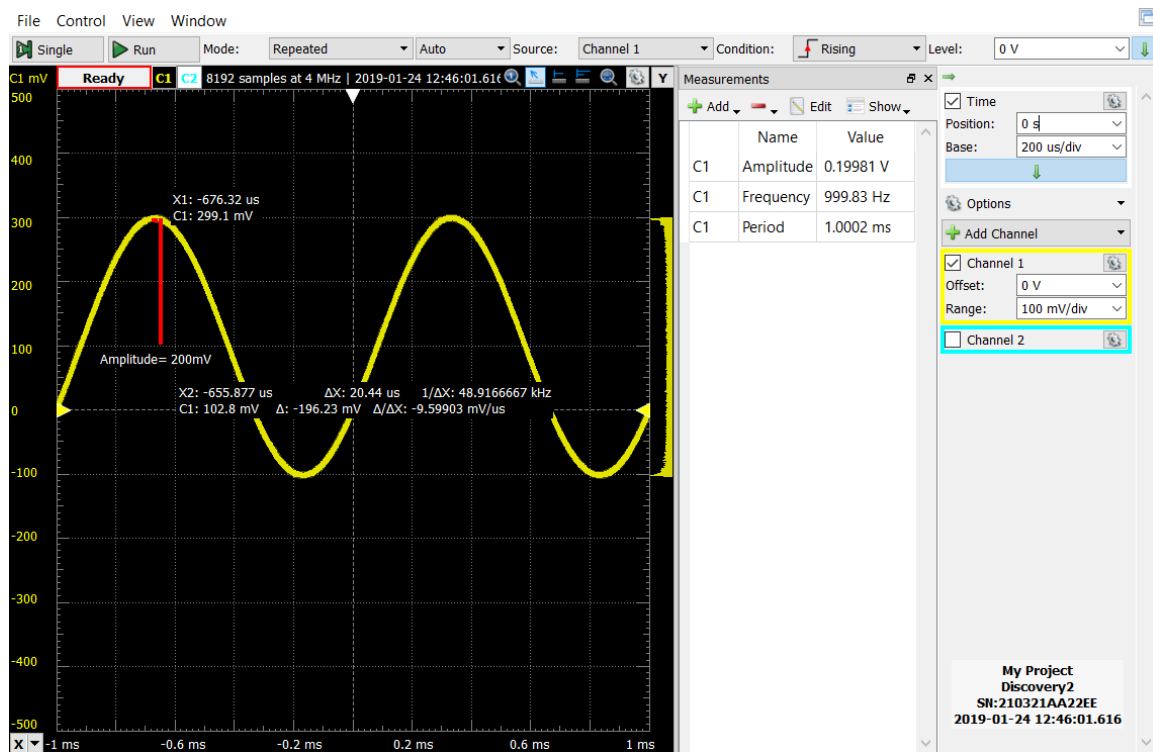 File Control View Window
Single Run Mode: Repeated Auto Source: Channel 1 Condition: Rising Level: 0 V
C1 mV Ready C1 C2 8192 samples at 4 MHz | 2019-01-24 12:46:01.616 Y
500
400
300
200
100
0
-100
-200
-300
-400
-500
X1: -676.32 us
C1: 299.1 mV
Amplitude= 200mV
X2: -655.877 us ΔX: 20.44 us 1/ΔX: 48.9166667 kHz
C1: 102.8 mV Δ: -196.23 mV Δ/ΔX: -9.59903 mV/us
X -1 ms -0.6 ms -0.2 ms 0.2 ms 0.6 ms 1 ms
Measurements
Add Edit Show
Name Value
C1 Amplitude 0.19981 V
C1 Frequency 999.83 Hz
C1 Period 1.0002 ms
Time
Position: 0 s
Base: 200 us/div
Options
Add Channel
Channel 1
Offset: 0 V
Range: 100 mV/div
Channel 2
My Project
Discovery2
SN:210321AA22EE
2019-01-24 12:46:01.616